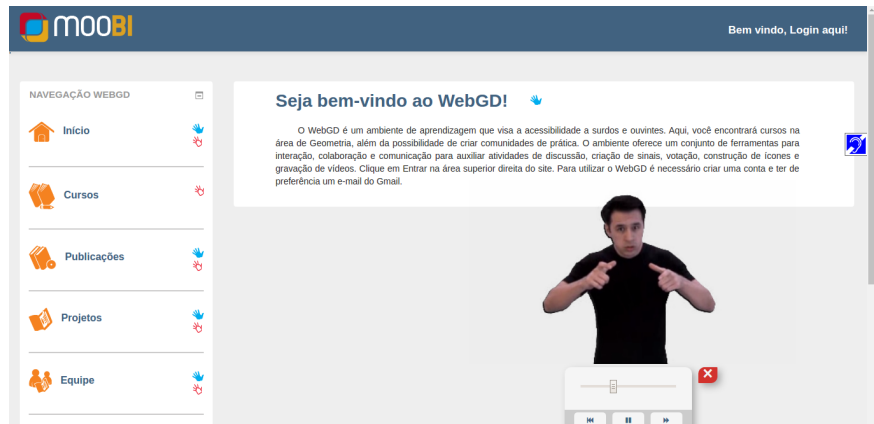 MOOBI
Bem vindo, Login aqui!
NAVEGAÇÃO WEBGD
Início
Cursos
Publicações
Projetos
Equipe
Seja bem-vindo ao WebGD!
O WebGD é um ambiente de aprendizagem que visa a acessibilidade a surdos e ouvintes. Aqui, você encontrará cursos na
área de Geometria, além da possibilidade de criar comunidades de prática. O ambiente oferece um conjunto de ferramentas para
interação, colaboração e comunicação para auxiliar atividades de discussão, criação de sinais, votação, construção de ícones e
gravação de vídeos. Clique em Entrar na área superior direita do site. Para utilizar o WebGD é necessário criar uma conta e ter de
preferência um e-mail do Gmail.